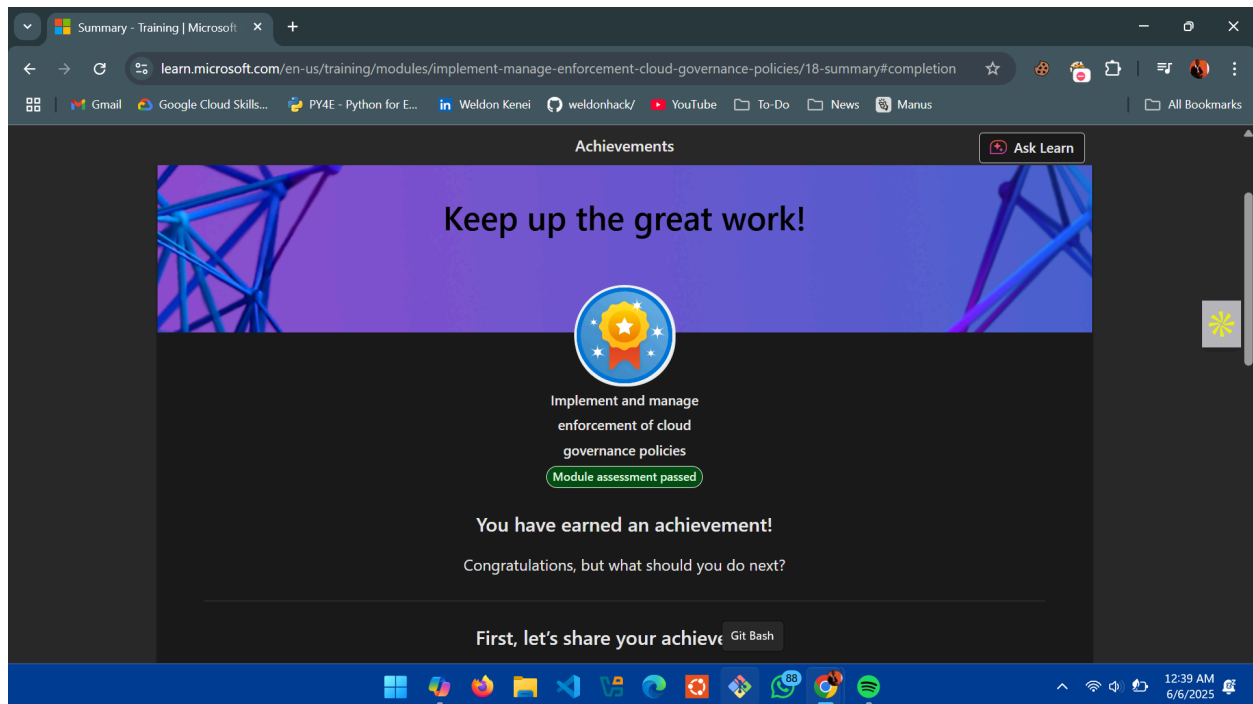 Summary - Training | Microsoft
learn.microsoft.com/en-us/training/modules/implement-manage-enforcement-cloud-governance-policies/18-summary#completion
Gmail
Google Cloud Skills...
PY4E - Python for E...
Weldon Kenei
weldonhack/
YouTube
To-Do
News
Manus
All Bookmarks
Achievements
Ask Learn
Keep up the great work!
Implement and manage
enforcement of cloud
governance policies
Module assessment passed
You have earned an achievement!
Congratulations, but what should you do next?
First, let's share your achieve
Git Bash
88
12:39 AM
6/6/2025